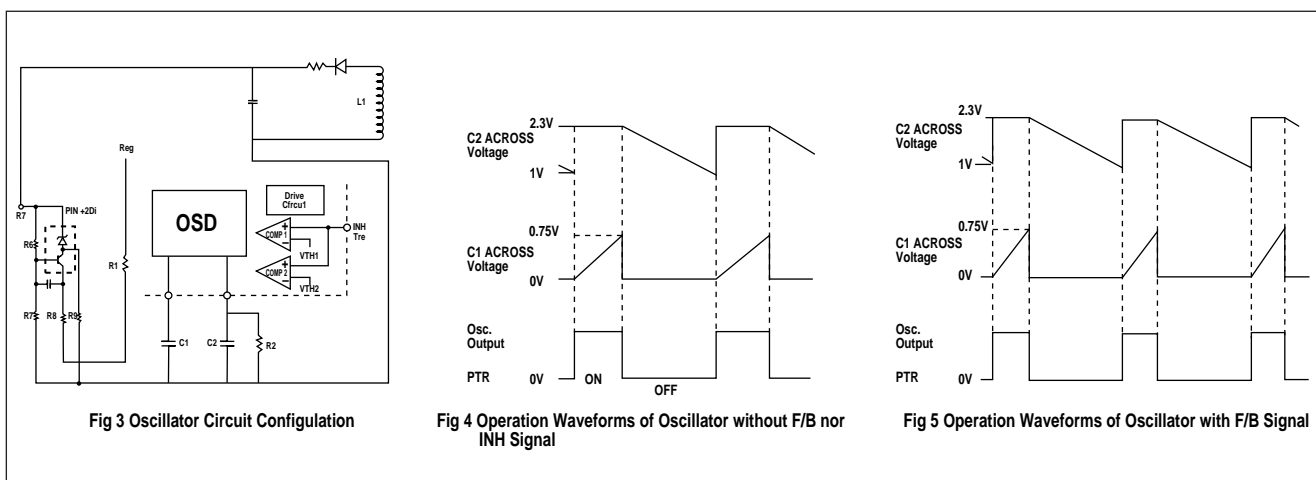 L1
Reg
R7
PIN +2Di
R6
R1
OSD
Drive
Cfrcu1
INH
Tre
COMP 1
VTH1
COMP 2
VTH2
R7
R8
R9
C1
C2
R2
Fig 3 Oscillator Circuit Configulation
2.3V
C2 ACROSS
Voltage
1V
0.75V
C1 ACROSS
Voltage
0V
Osc.
Output
PTR
0V
ON
OFF
Fig 4 Operation Waveforms of Oscillator without F/B nor
INH Signal
2.3V
C2 ACROSS
Voltage
1V
0.75V
C1 ACROSS
Voltage
0V
Osc.
Output
PTR
0V
Fig 5 Operation Waveforms of Oscillator with F/B Signal